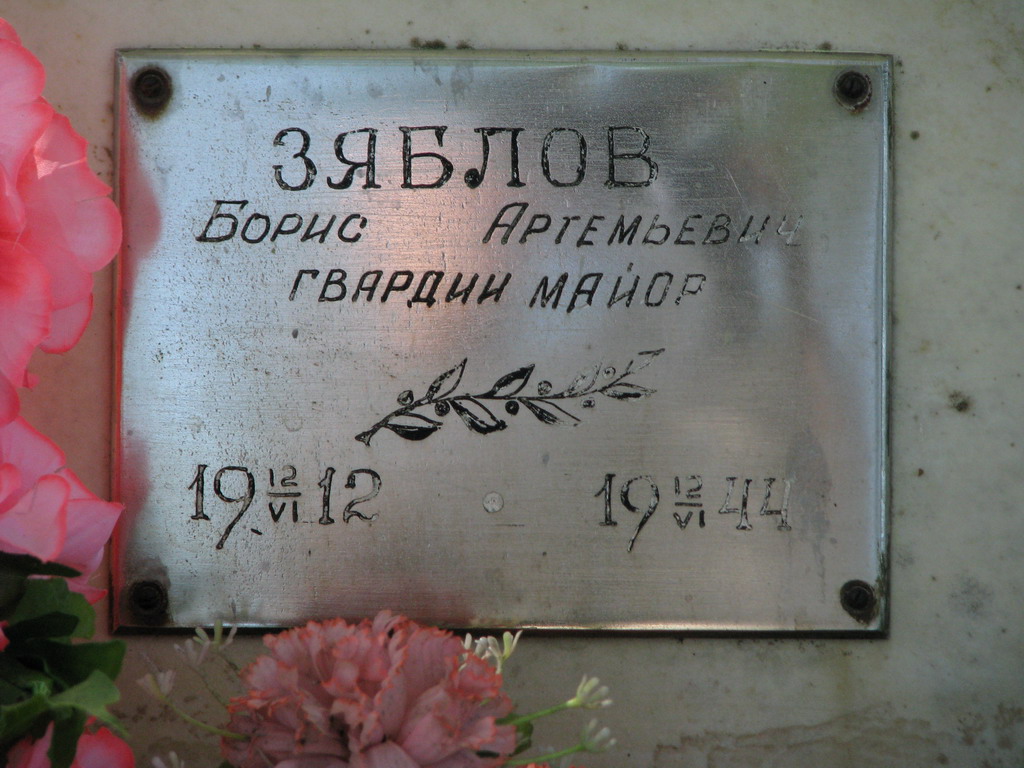 ЗЯБЛОВ
Борис Артемьевич
гвардии майор
19 12/VI 12 19 12/VI 44